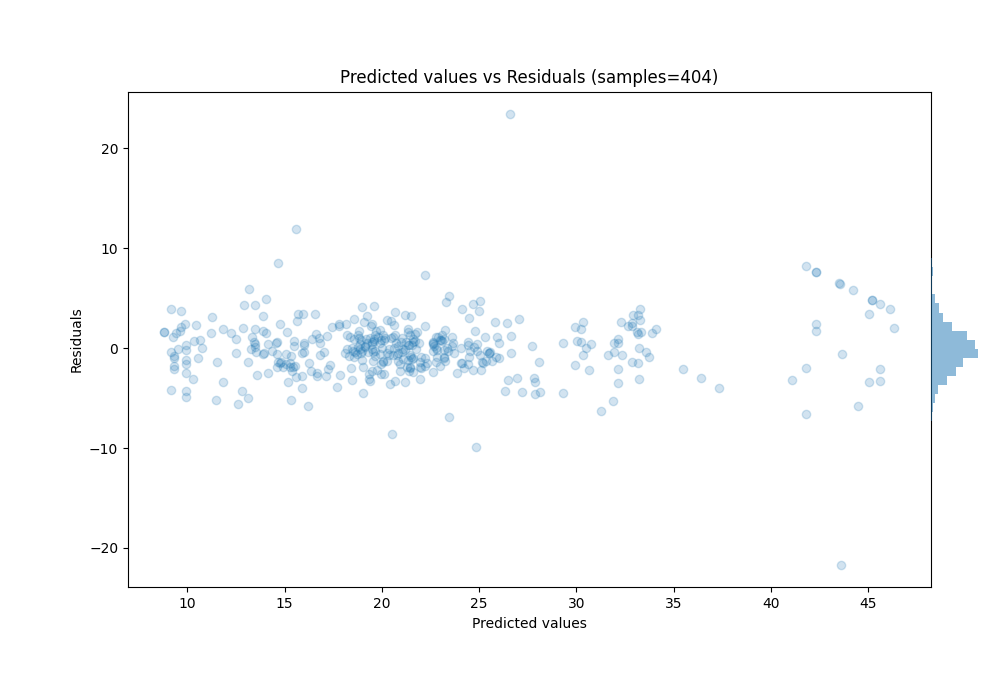 Predicted values vs Residuals (samples=404)
20
10
0
−10
−20
Residuals
10 15 20 25 30 35 40 45
Predicted values